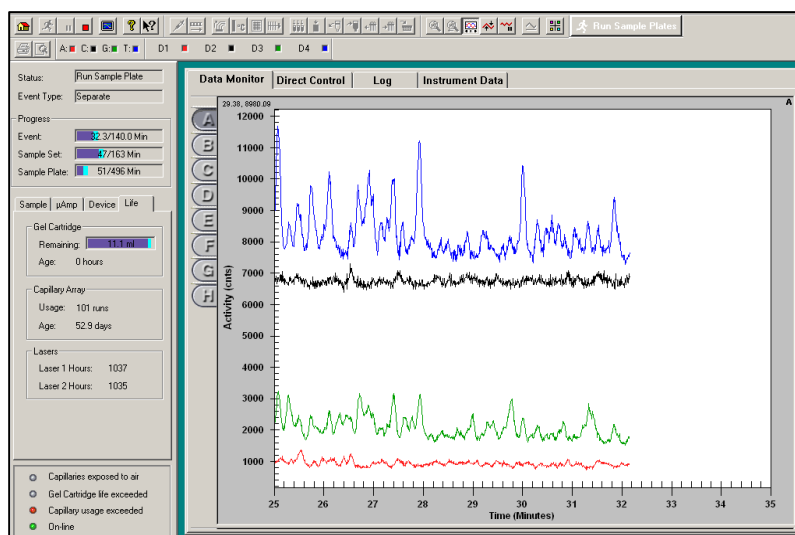 Run Sample Plates
A: C: G: T: D1 D2 D3 D4
Status: Run Sample Plate
Event Type: Separate
Progress
Event: 32.3/140.0 Min
Sample Set: 47/163 Min
Sample Plate: 51/496 Min
Sample µAmp Device Life
Gel Cartridge
Remaining: 11.1 ml
Age: 0 hours
Capillary Array
Usage: 101 runs
Age: 52.9 days
Lasers
Laser 1 Hours: 1037
Laser 2 Hours: 1035
Capillaries exposed to air
Gel Cartridge life exceeded
Capillary usage exceeded
On-line
Data Monitor Direct Control Log Instrument Data
A
B
C
D
E
F
G
H
29.38, 8980.09
A
Activity (cnts)
12000
11000
10000
9000
8000
7000
6000
5000
4000
3000
2000
1000
25 26 27 28 29 30 31 32 33 34 35
Time (Minutes)